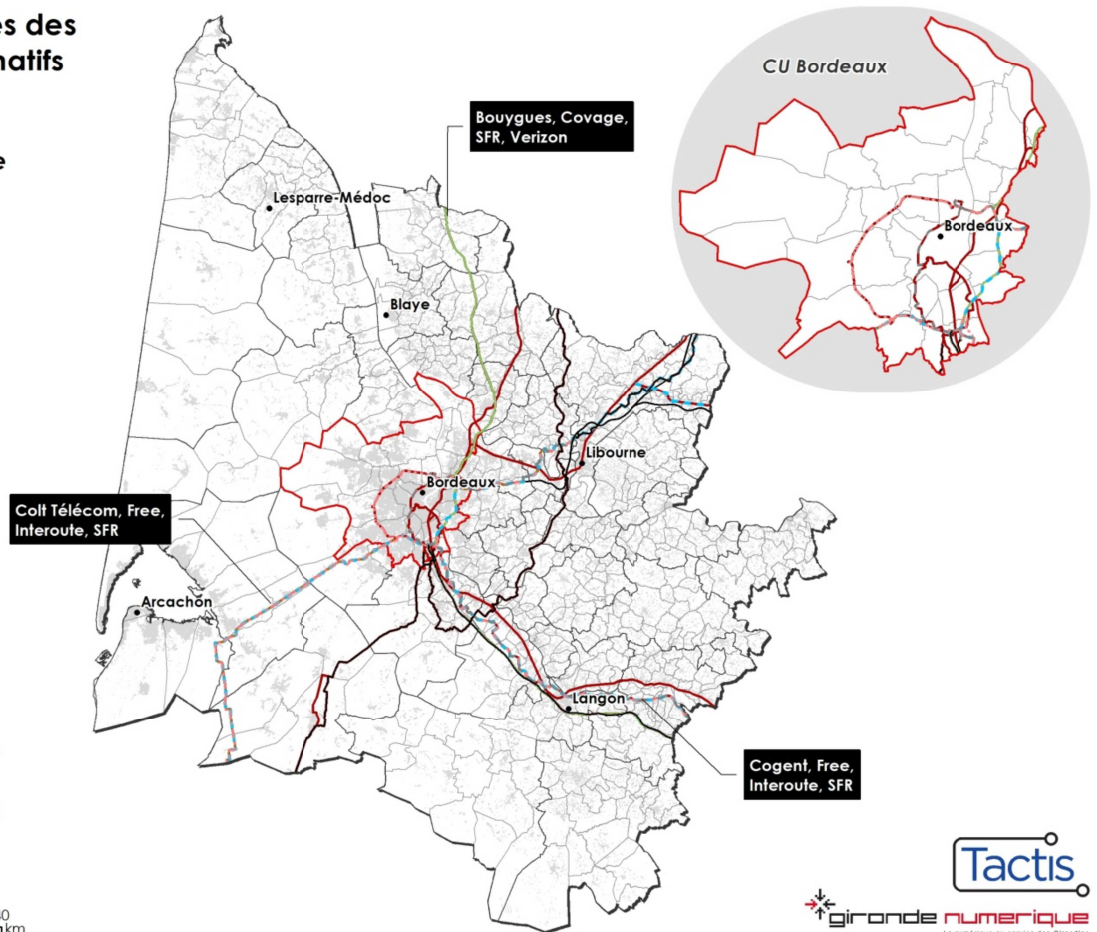 es des
natifs
e
CU Bordeaux
Bouygues, Covage,
SFR, Verizon
Lesparre-Médoc
Bordeaux
Blaye
Libourne
Bordeaux
Colt Télécom, Free,
Interoute, SFR
Arcachon
Langon
Cogent, Free,
Interoute, SFR
Tactis
gironde numerique
km